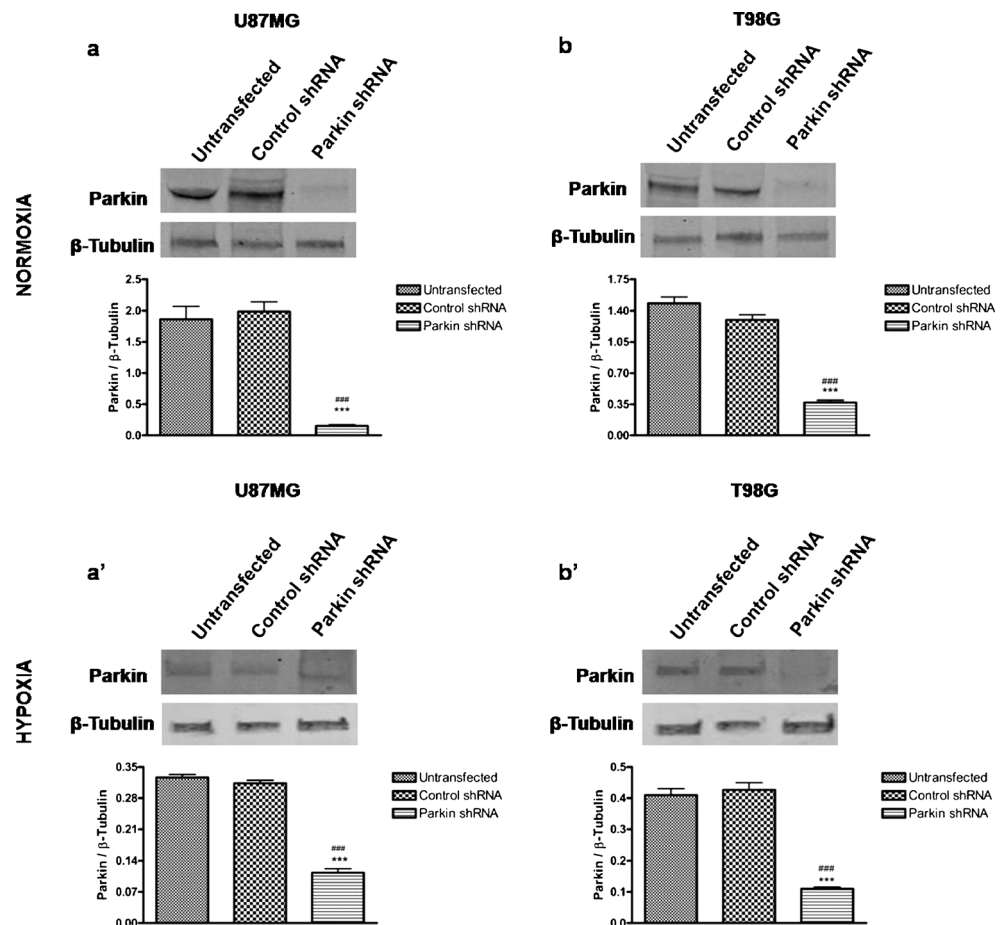 U87MG
a
Untransfected
Control shRNA
Parkin shRNA
NORMOXIA
Parkin
β-Tubulin
Parkin / β-Tubulin
2.5
2.0
1.5
1.0
0.5
0.0
###
***
Untransfected
Control shRNA
Parkin shRNA
T98G
b
Untransfected
Control shRNA
Parkin shRNA
Parkin
β-Tubulin
Parkin / β-Tubulin
1.75
1.40
1.05
0.70
0.35
0.00
###
***
Untransfected
Control shRNA
Parkin shRNA
U87MG
a'
Untransfected
Control shRNA
Parkin shRNA
HYPOXIA
Parkin
β-Tubulin
Parkin / β-Tubulin
0.35
0.28
0.21
0.14
0.07
0.00
###
***
Untransfected
Control shRNA
Parkin shRNA
T98G
b'
Untransfected
Control shRNA
Parkin shRNA
Parkin
β-Tubulin
Parkin / β-Tubulin
0.5
0.4
0.3
0.2
0.1
0.0
###
***
Untransfected
Control shRNA
Parkin shRNA